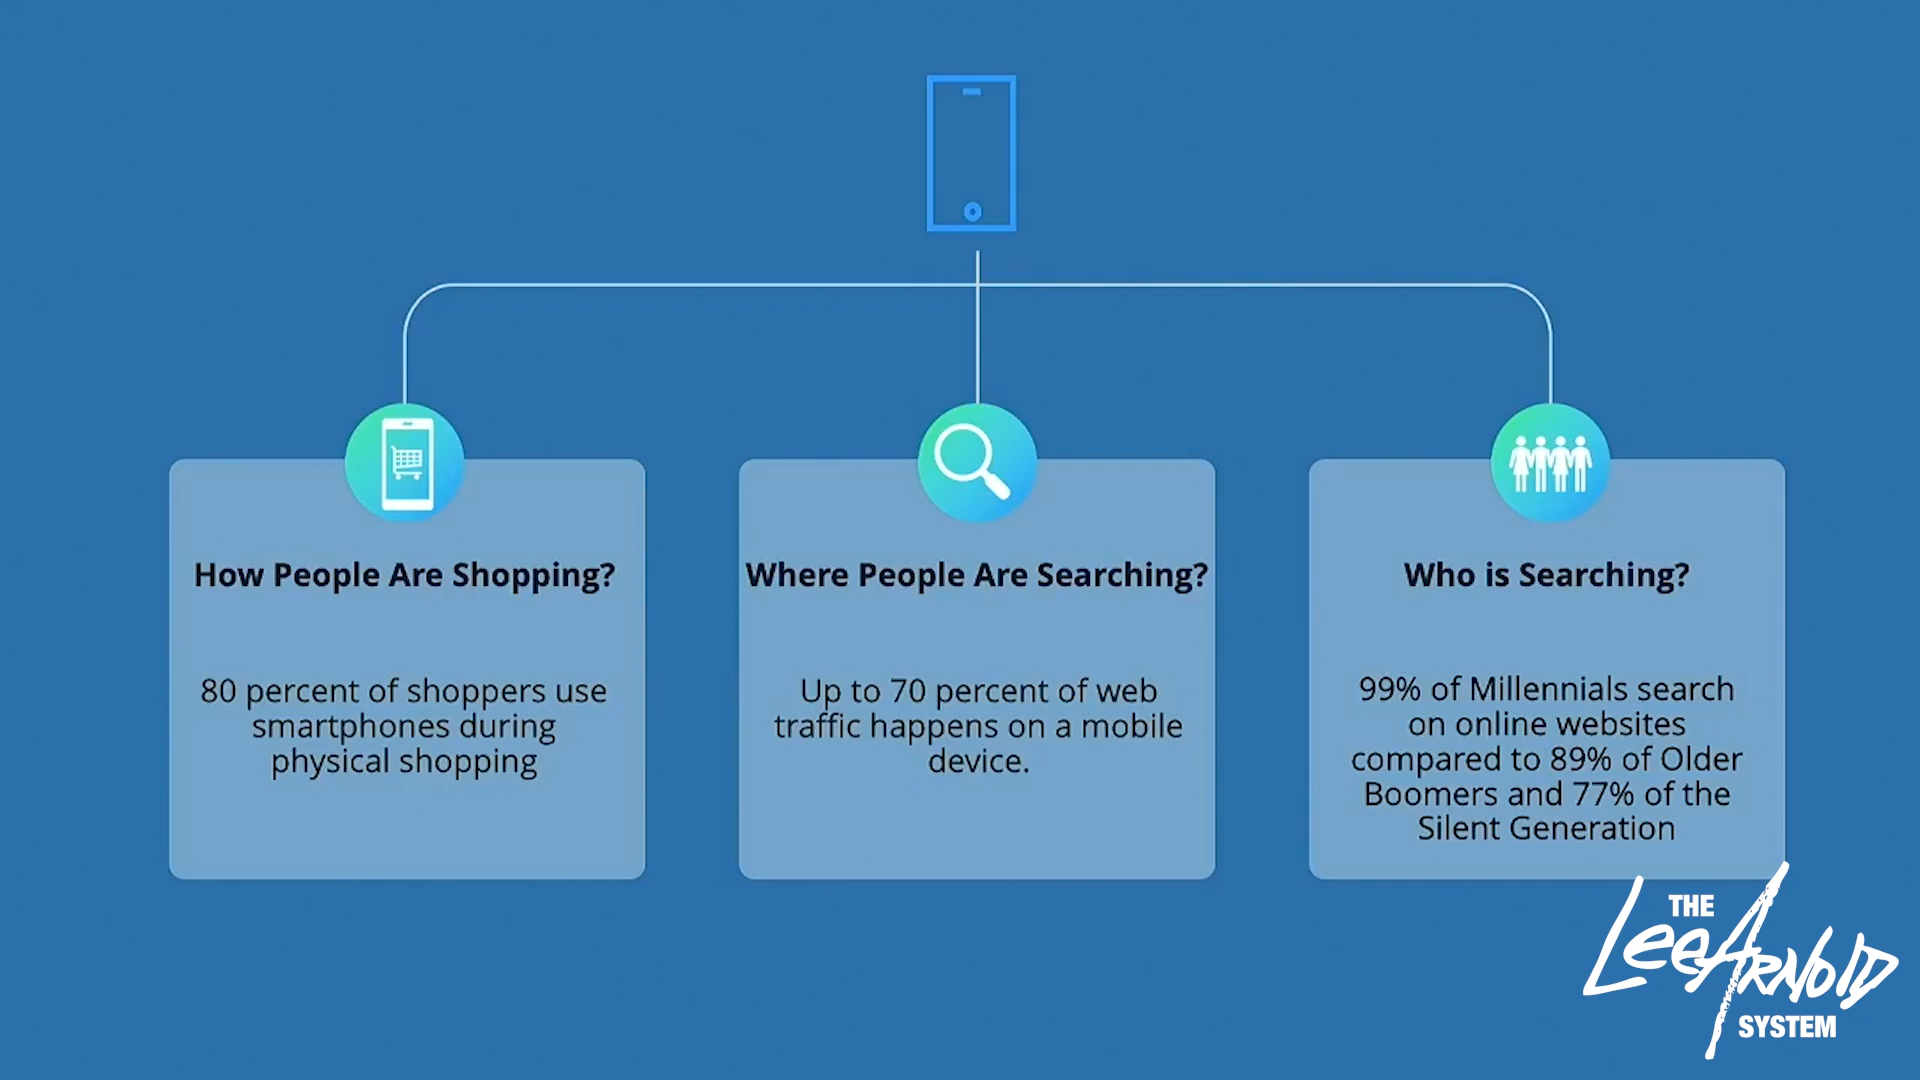 How People Are Shopping?
80 percent of shoppers use
smartphones during
physical shopping
Where People Are Searching?
Up to 70 percent of web
traffic happens on a mobile
device.
Who is Searching?
99% of Millennials search
on online websites
compared to 89% of Older
Boomers and 77% of the
Silent Generation
THE
LeeArnold
SYSTEM